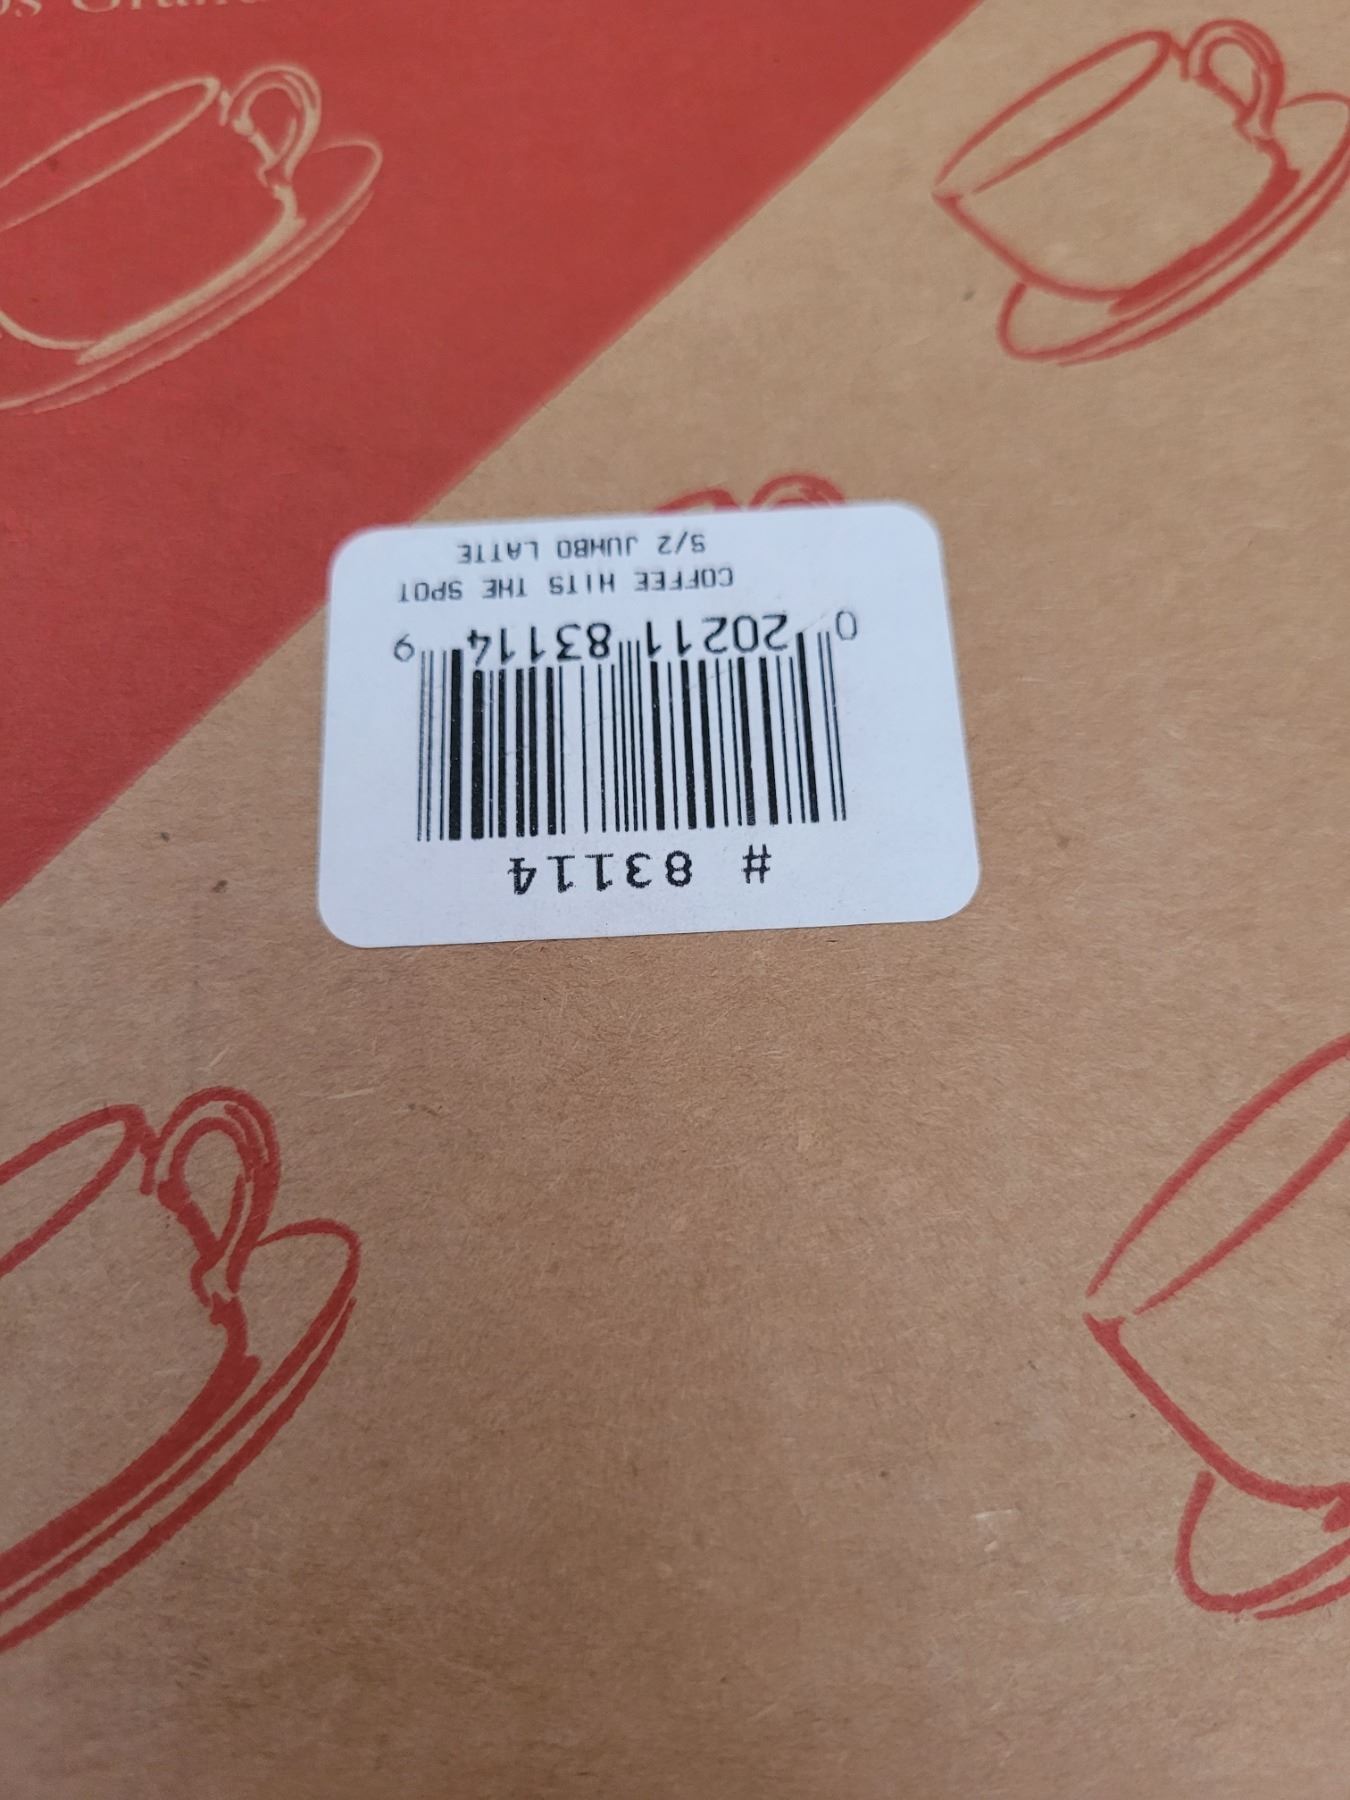 # 83114
0 20211 83114 9
COFFEE HITS THE SPOT
S/2 JUMBO LATTE